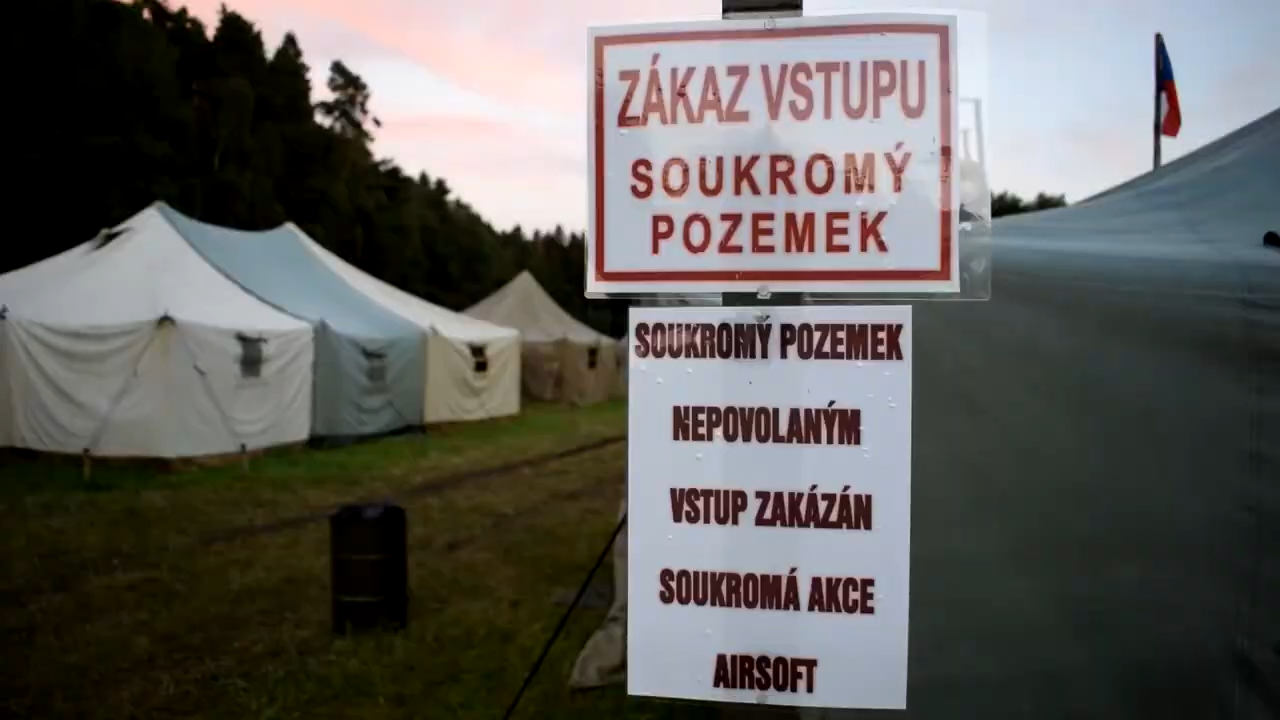 ZÁKAZ VSTUPU
SOUKROMÝ
POZEMEK
SOUKROMÝ POZEMEK
NEPOVOLANÝM
VSTUP ZAKÁZÁN
SOUKROMÁ AKCE
AIRSOFT